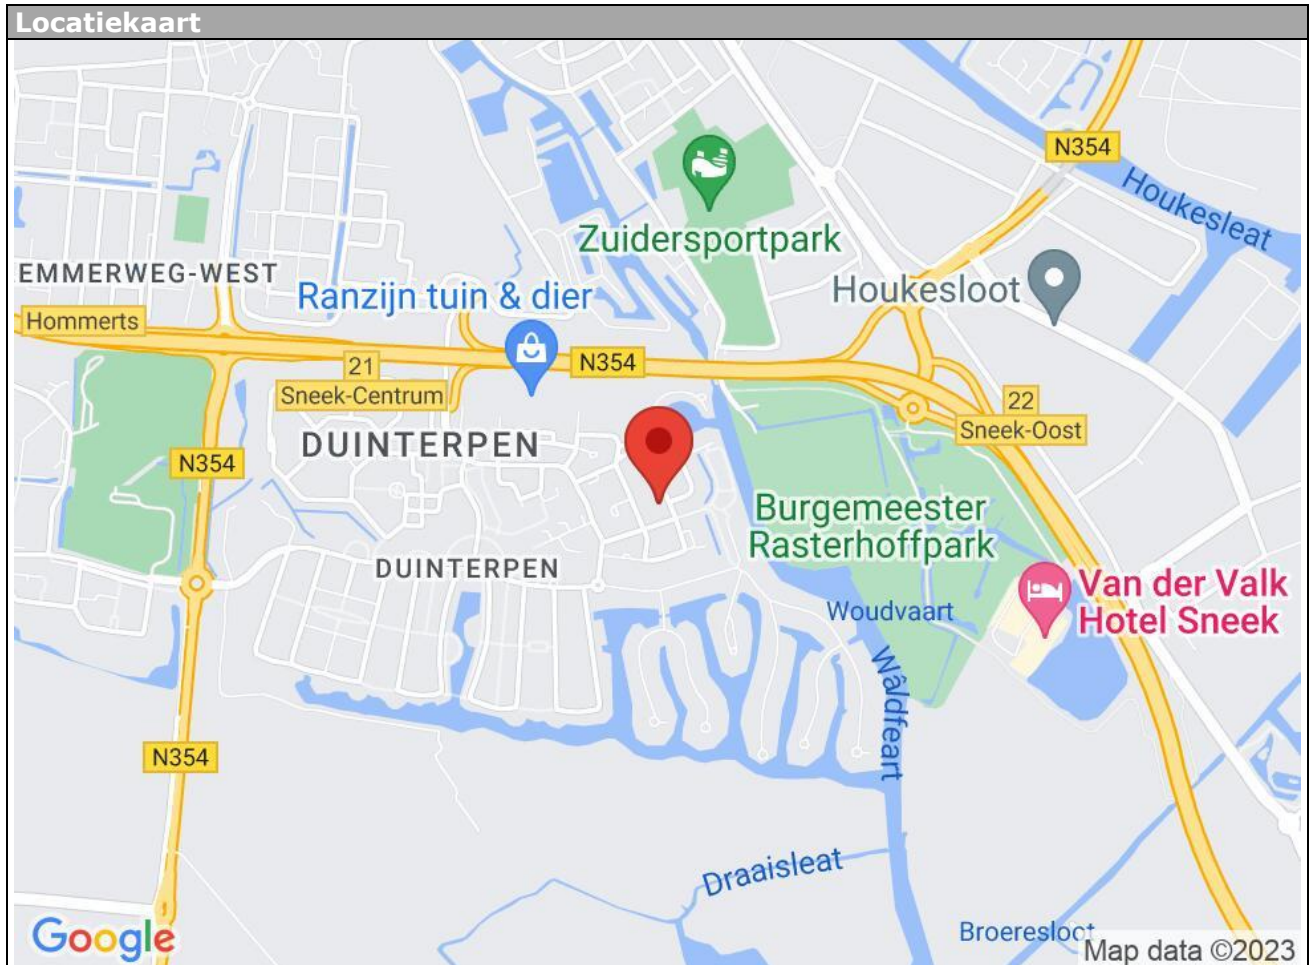 Locatiekaart
N354
Houkesleat
Zuidersportpark
EMMERWEG-WEST
Houkesloot
Ranzijn tuin & dier
Hommerts
21
N354
Sneek-Centrum
22
Sneek-Oost
DUINTERPEN
N354
Burgemeester
Rasterhoffpark
DUINTERPEN
Van der Valk
Hotel Sneek
Woudvaart
Wâldfeart
N354
Draaisleat
Broeresloot
Google
Map data ©2023